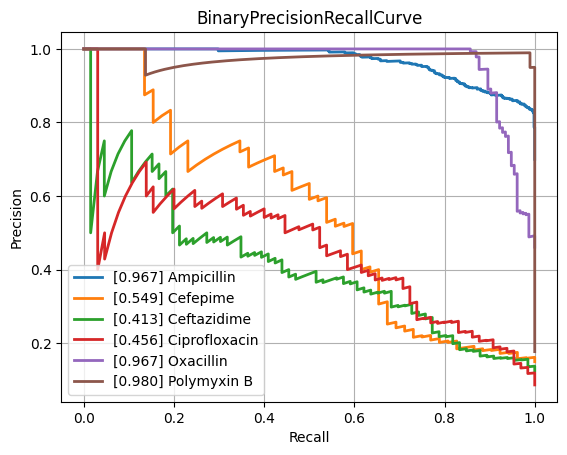 BinaryPrecisionRecallCurve
1.0
0.8
0.6
0.4
0.2
Precision
[0.967] Ampicillin
[0.549] Cefepime
[0.413] Ceftazidime
[0.456] Ciprofloxacin
[0.967] Oxacillin
[0.980] Polymyxin B
0.0 0.2 0.4 0.6 0.8 1.0
Recall